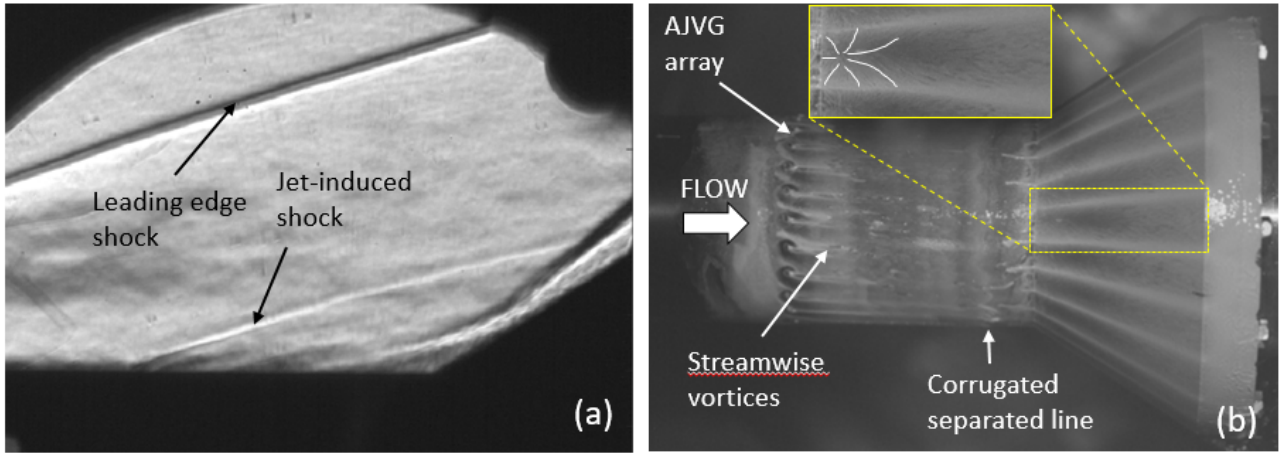 Leading edge
shock
Jet-induced
shock
(a)
AJVG
array
FLOW
Streamwise
vortices
Corrugated
separated line
(b)